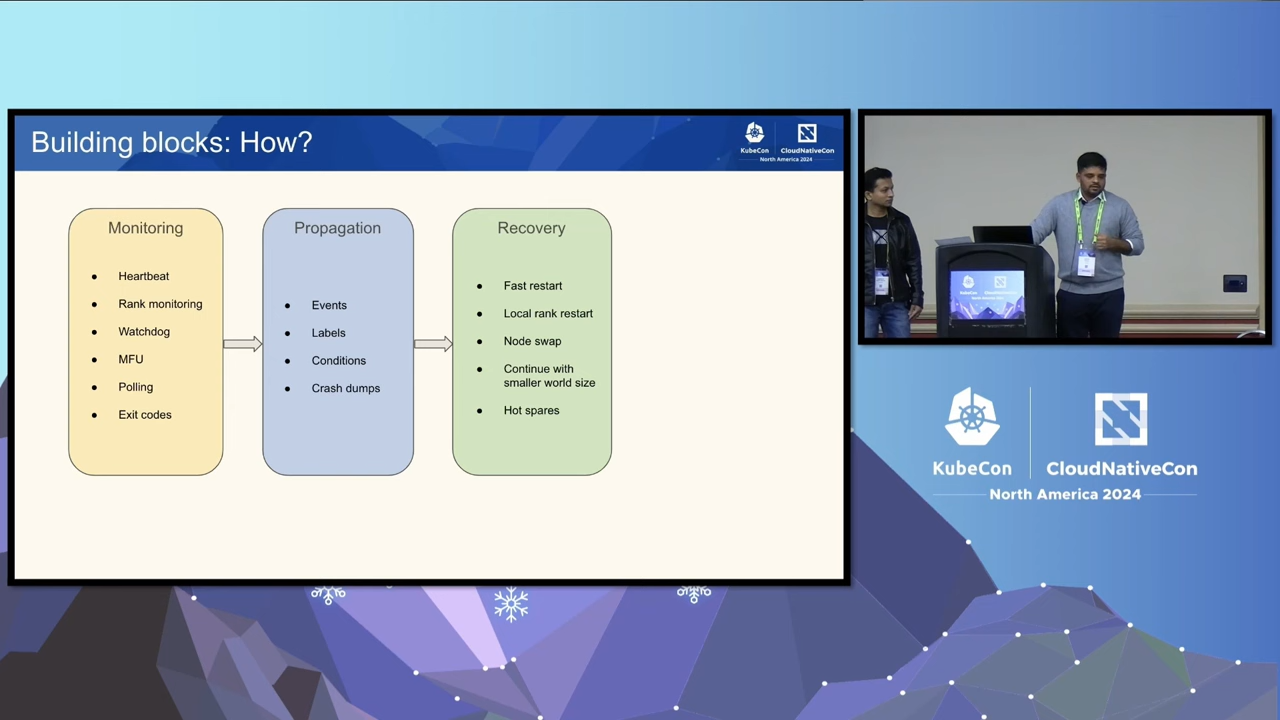 Building blocks: How?
KubeCon
CloudNativeCon
North America 2024
Monitoring
● Heartbeat
● Rank monitoring
● Watchdog
● MFU
● Polling
● Exit codes
Propagation
● Events
● Labels
● Conditions
● Crash dumps
Recovery
● Fast restart
● Local rank restart
● Node swap
● Continue with
smaller world size
● Hot spares
KubeCon
CloudNativeCon
KubeCon
CloudNativeCon
North America 2024